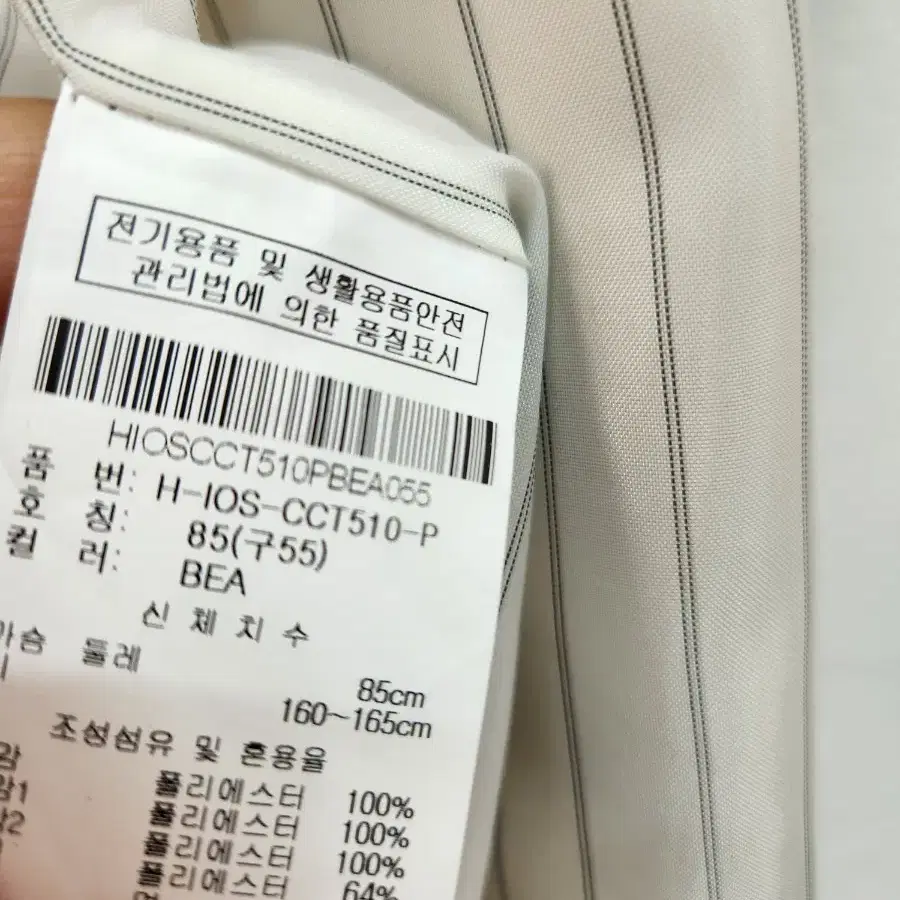 전기용품 및 생활용품안전
관리법에 의한 품질표시
HIOSCCT510PBEA055
품 번: H-IOS-CCT510-P
호 칭: 85(구55)
컬 러: BEA
신 체 치 수
가슴 둘레 85cm
160~165cm
조성섬유 및 혼용율
폴리에스터 100%
폴리에스터 100%
폴리에스터 100%
폴리에스터 64%